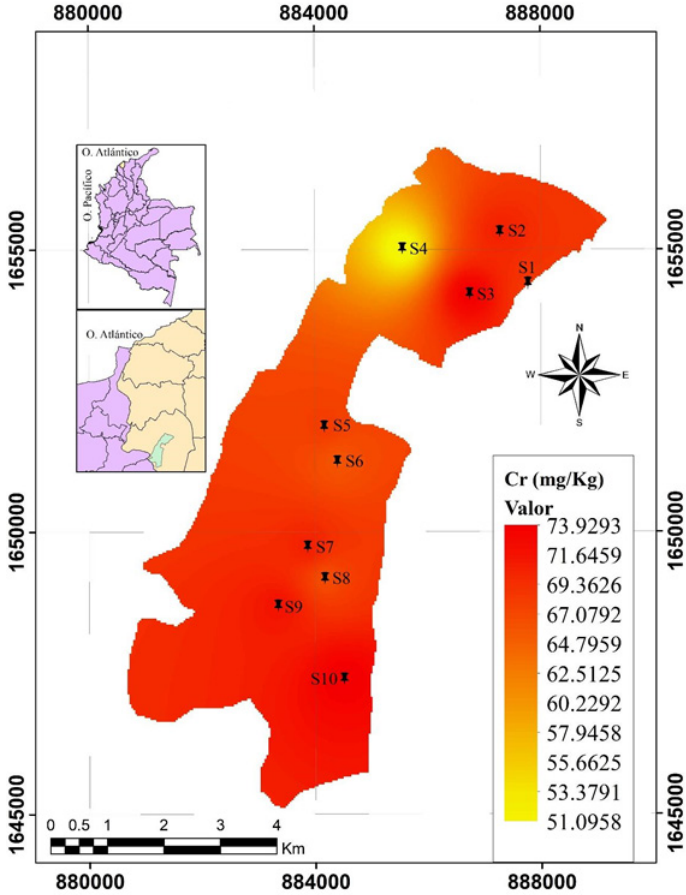 880000 884000 888000
O. Atlántico
O. Pacífico
O. Atlántico
1655000
1655000
S4
S2
S1
S3
N
W E
S
S5
S6
Cr (mg/Kg)
Valor
73.9293
71.6459
69.3626
67.0792
64.7959
62.5125
60.2292
57.9458
55.6625
53.3791
51.0958
1650000
1650000
S7
S8
S9
S10
1645000
1645000
0 0.5 1 2 3 4
Km
880000 884000 888000